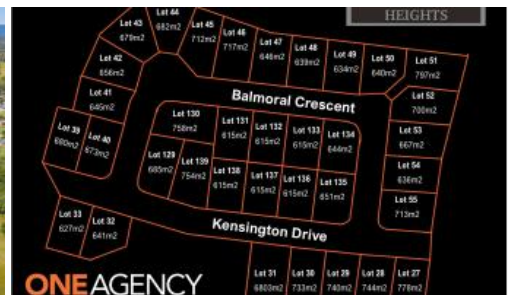 HEIGHTS
Lot 43
679m2
Lot 44
682m2
Lot 45
712m2
Lot 46
717m2
Lot 47
646m2
Lot 48
639m2
Lot 49
634m2
Lot 50
640m2
Lot 51
797m2
Lot 42
656m2
Lot 41
645m2
Lot 52
700m2
Balmoral Crescent
Lot 39
680m2
Lot 40
673m2
Lot 130
758m2
Lot 131
615m2
Lot 132
615m2
Lot 133
615m2
Lot 134
644m2
Lot 53
667m2
Lot 129
685m2
Lot 139
754m2
Lot 138
615m2
Lot 137
615m2
Lot 136
615m2
Lot 135
651m2
Lot 54
636m2
Lot 55
713m2
Lot 33
627m2
Lot 32
641m2
Kensington Drive
Lot 31
6803m2
Lot 30
733m2
Lot 29
740m2
Lot 28
744m2
Lot 27
778m2
ONEAGENCY